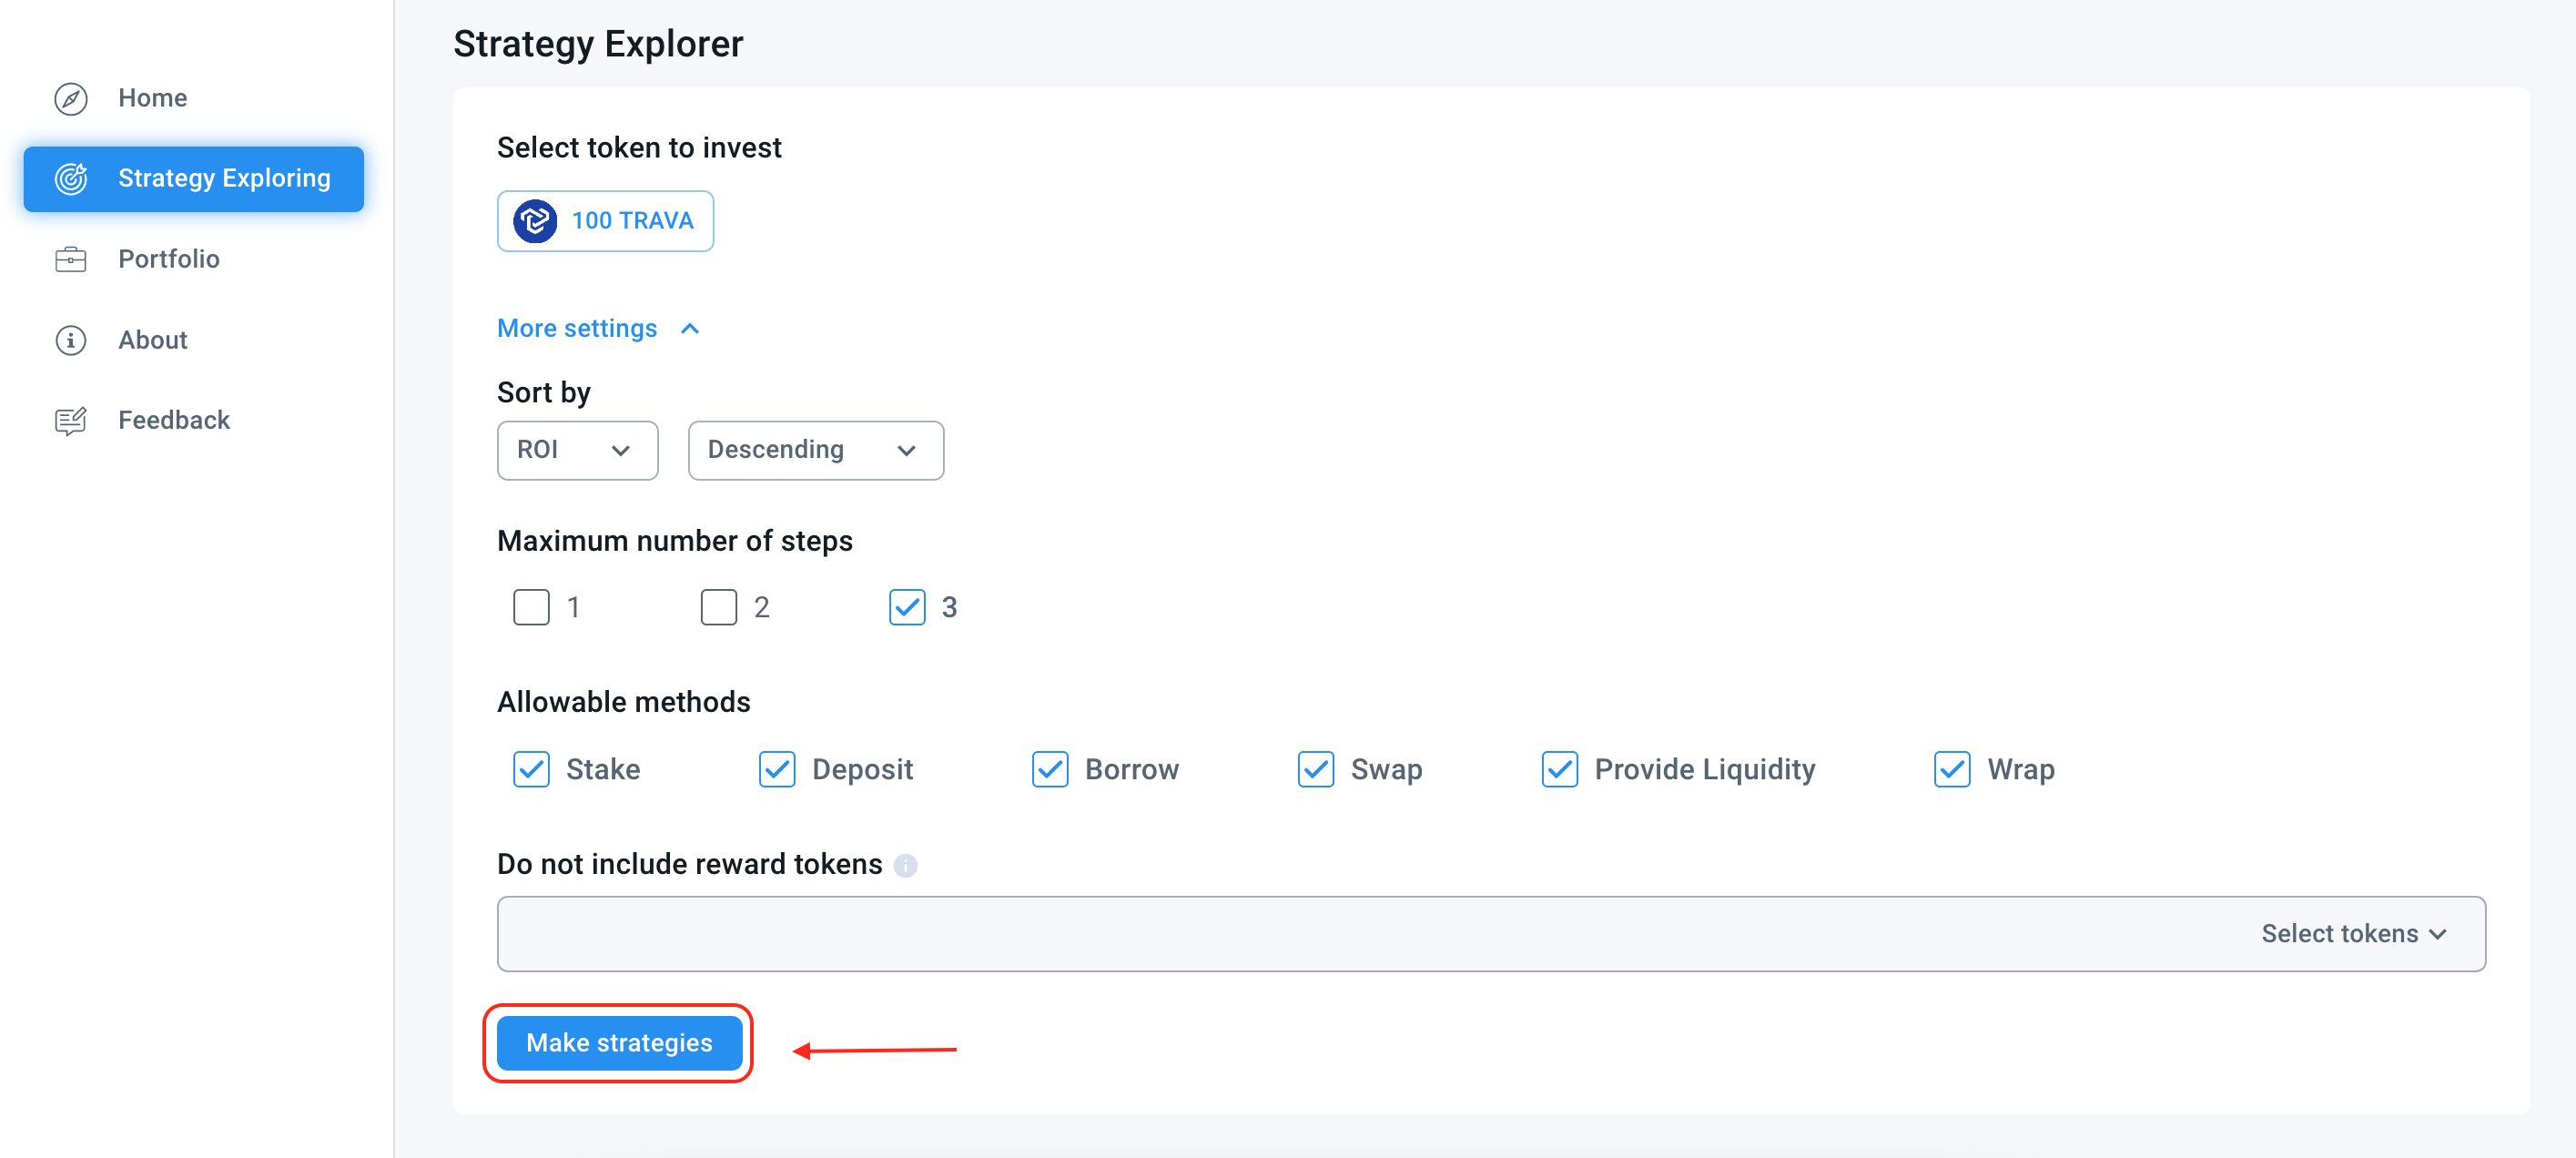 Strategy Explorer
Home
Strategy Exploring
Portfolio
About
Feedback
Select token to invest
100 TRAVA
More settings
Sort by
ROI Descending
Maximum number of steps
1 2 3
Allowable methods
Stake Deposit Borrow Swap Provide Liquidity Wrap
Do not include reward tokens
Select tokens
Make strategies